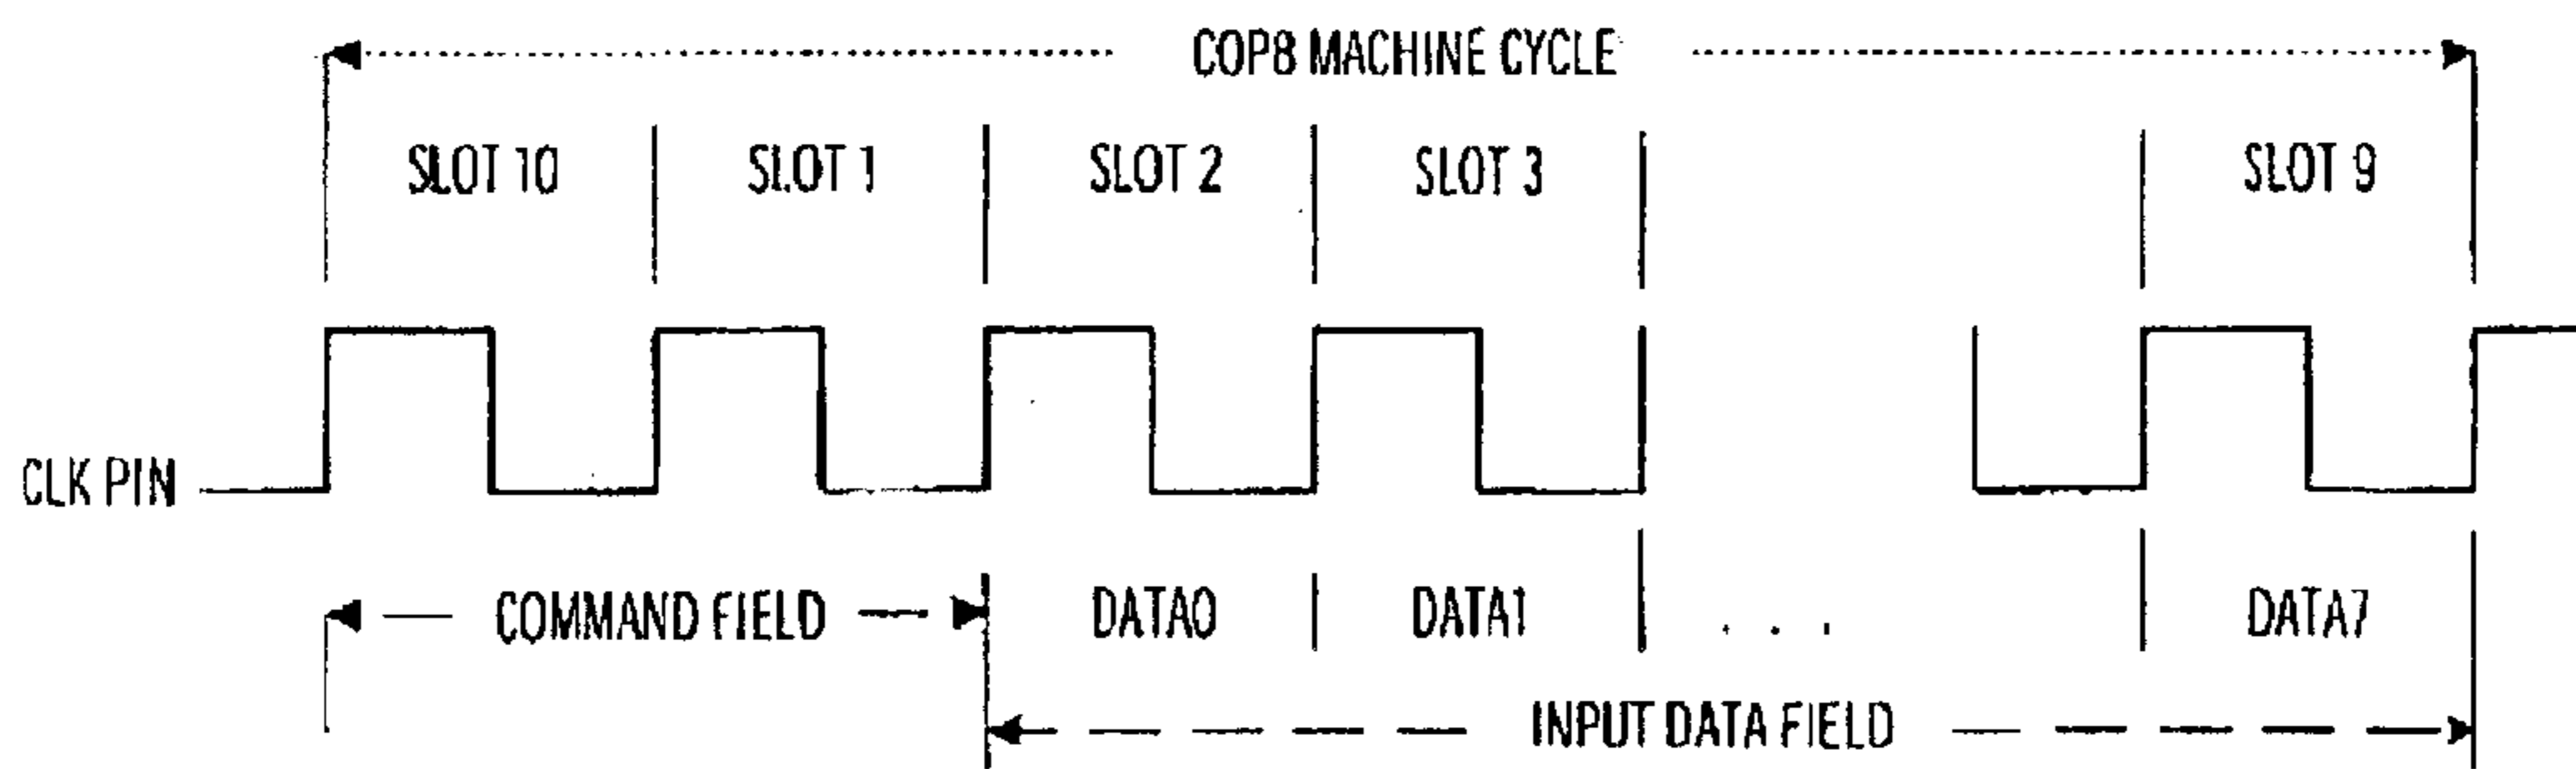 COP8 MACHINE CYCLE
SLOT 10 SLOT 1 SLOT 2 SLOT 3 SLOT 9
CLK PIN
COMMAND FIELD DATA0 DATA1 . . . DATA7
INPUT DATA FIELD